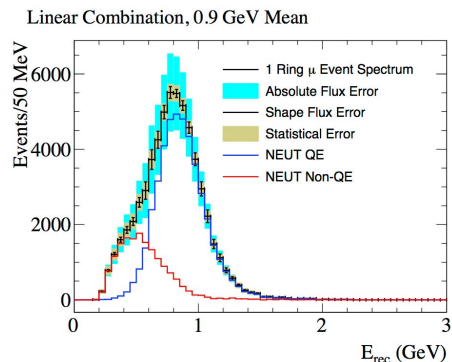 Linear Combination, 0.9 GeV Mean
Events/50 MeV
6000
4000
2000
0
1 Ring μ Event Spectrum
Absolute Flux Error
Shape Flux Error
Statistical Error
NEUT QE
NEUT Non-QE
0 1 2 3
E_rec (GeV)